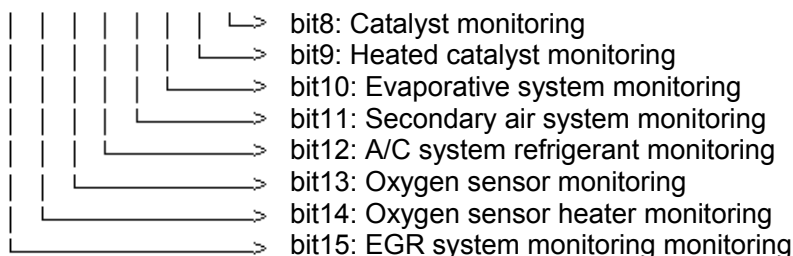 bit8: Catalyst monitoring
bit9: Heated catalyst monitoring
bit10: Evaporative system monitoring
bit11: Secondary air system monitoring
bit12: A/C system refrigerant monitoring
bit13: Oxygen sensor monitoring
bit14: Oxygen sensor heater monitoring
bit15: EGR system monitoring monitoring